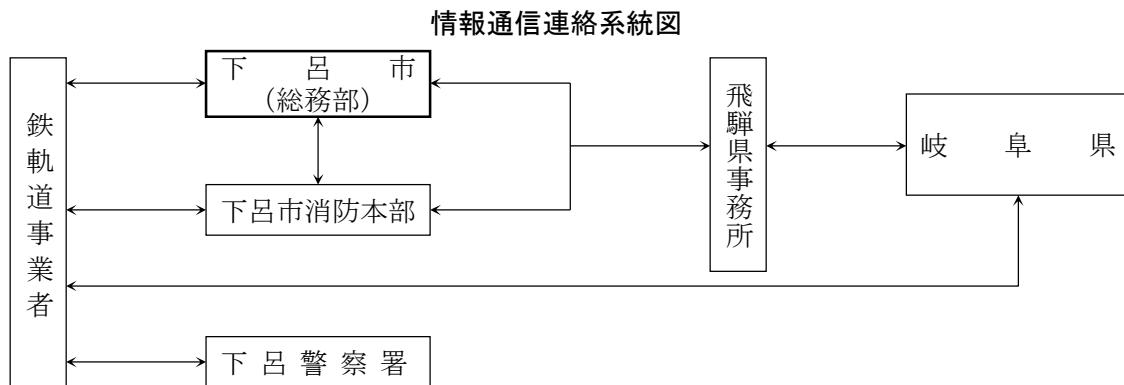 情報通信連絡系統図
鉄軌道事業者
下呂市
（総務部）
下呂市消防本部
下呂警察署
飛騨県事務所
岐阜県